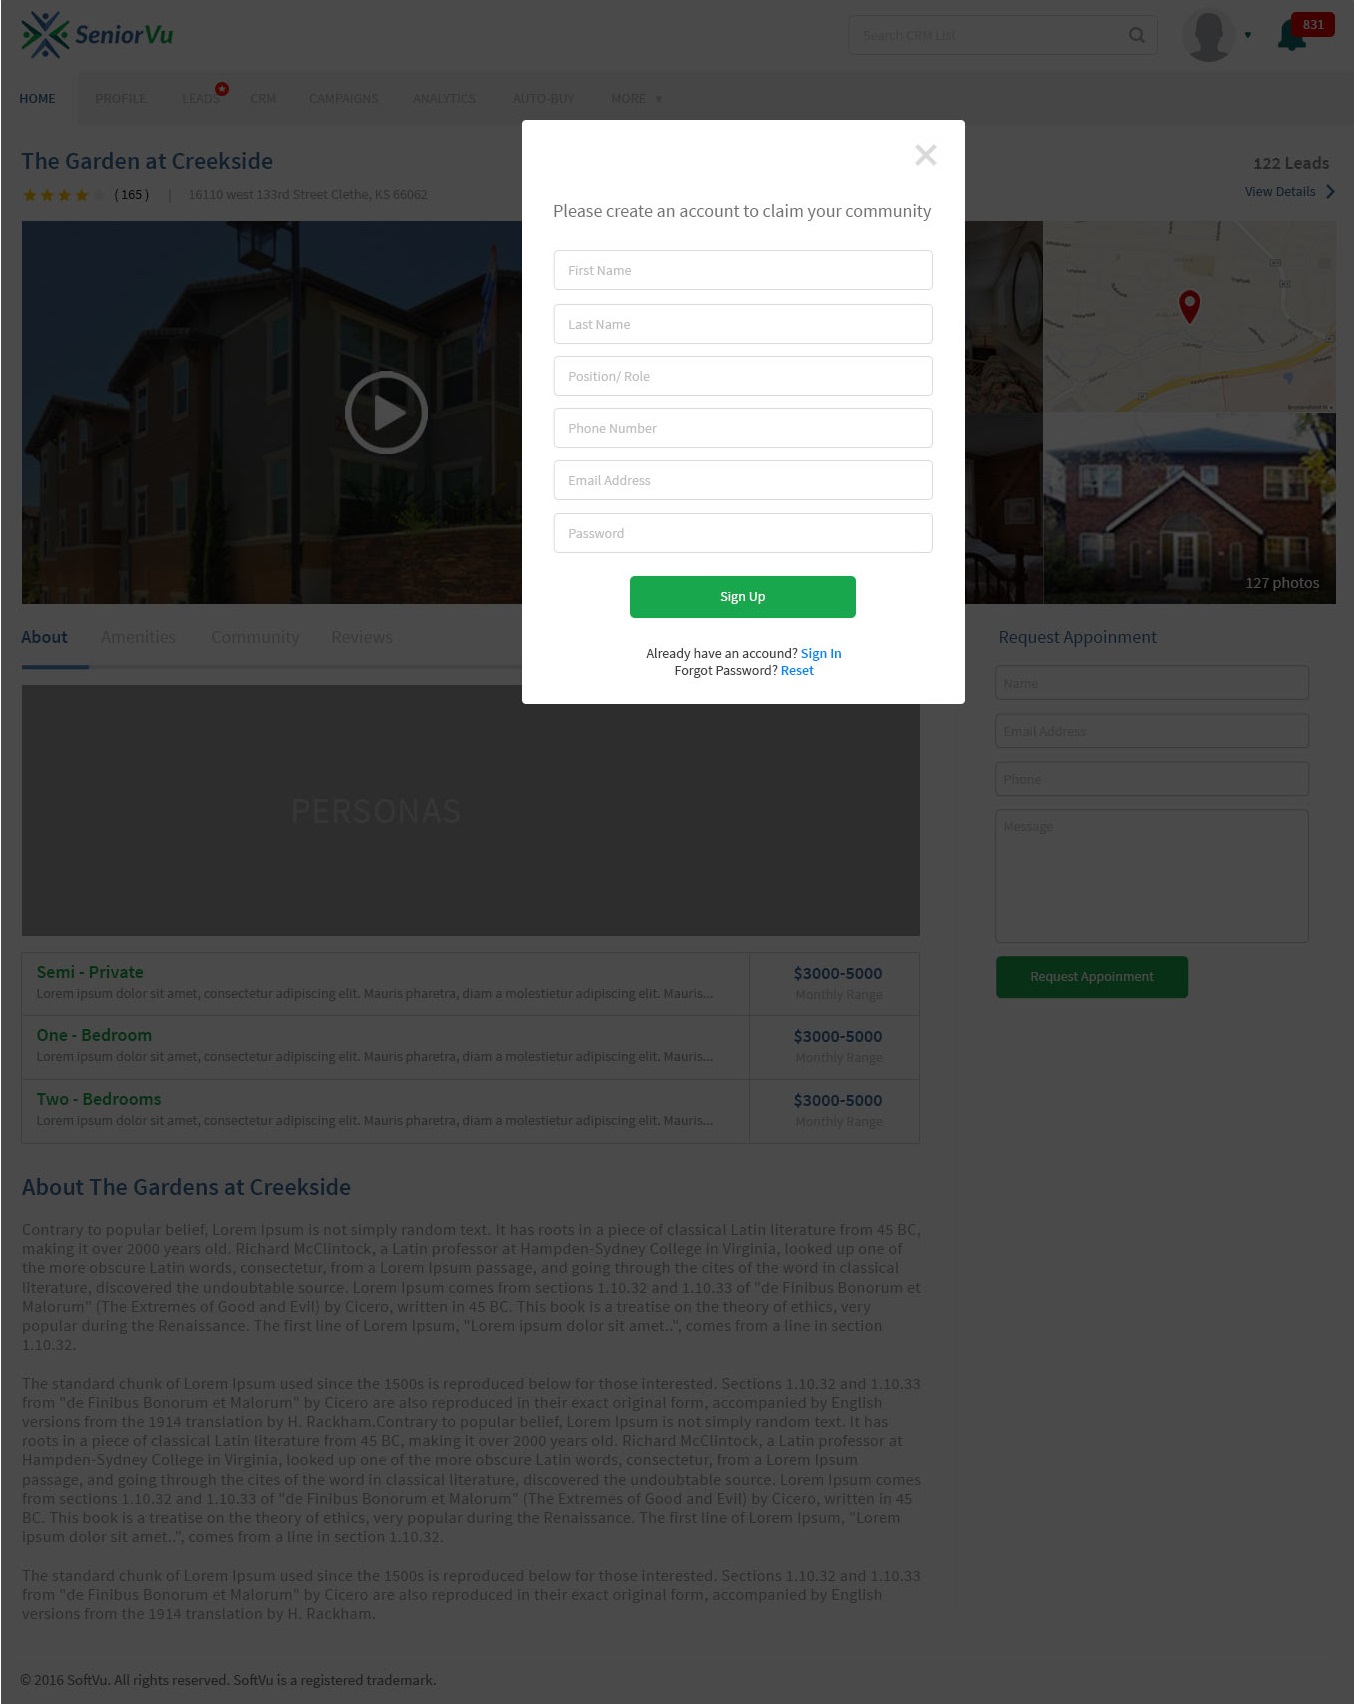 SeniorVu
Search CRM List
831
HOME
PROFILE
LEADS
CRM
CAMPAIGNS
ANALYTICS
AUTO-BUY
MORE
The Garden at Creekside
( 165 ) | 16110 west 133rd Street Clethe, KS 66062
122 Leads
View Details
Please create an account to claim your community
First Name
Last Name
Position/ Role
Phone Number
Email Address
Password
Sign Up
Already have an accound? Sign In
Forgot Password? Reset
127 photos
About
Amenities
Community
Reviews
PERSONAS
Request Appoinment
Name
Email Address
Phone
Message
Request Appoinment
Semi - Private
Lorem ipsum dolor sit amet, consectetur adipiscing elit. Mauris pharetra, diam a molestietur adipiscing elit. Mauris...
$3000-5000
Monthly Range
One - Bedroom
Lorem ipsum dolor sit amet, consectetur adipiscing elit. Mauris pharetra, diam a molestietur adipiscing elit. Mauris...
$3000-5000
Monthly Range
Two - Bedrooms
Lorem ipsum dolor sit amet, consectetur adipiscing elit. Mauris pharetra, diam a molestietur adipiscing elit. Mauris...
$3000-5000
Monthly Range
About The Gardens at Creekside
Contrary to popular belief, Lorem Ipsum is not simply random text. It has roots in a piece of classical Latin literature from 45 BC,
making it over 2000 years old. Richard McClintock, a Latin professor at Hampden-Sydney College in Virginia, looked up one of
the more obscure Latin words, consectetur, from a Lorem Ipsum passage, and going through the cites of the word in classical
literature, discovered the undoubtable source. Lorem Ipsum comes from sections 1.10.32 and 1.10.33 of "de Finibus Bonorum et
Malorum" (The Extremes of Good and Evil) by Cicero, written in 45 BC. This book is a treatise on the theory of ethics, very
popular during the Renaissance. The first line of Lorem Ipsum, "Lorem ipsum dolor sit amet..", comes from a line in section
1.10.32.
The standard chunk of Lorem Ipsum used since the 1500s is reproduced below for those interested. Sections 1.10.32 and 1.10.33
from "de Finibus Bonorum et Malorum" by Cicero are also reproduced in their exact original form, accompanied by English
versions from the 1914 translation by H. Rackham.Contrary to popular belief, Lorem Ipsum is not simply random text. It has
roots in a piece of classical Latin literature from 45 BC, making it over 2000 years old. Richard McClintock, a Latin professor at
Hampden-Sydney College in Virginia, looked up one of the more obscure Latin words, consectetur, from a Lorem Ipsum
passage, and going through the cites of the word in classical literature, discovered the undoubtable source. Lorem Ipsum comes
from sections 1.10.32 and 1.10.33 of "de Finibus Bonorum et Malorum" (The Extremes of Good and Evil) by Cicero, written in 45
BC. This book is a treatise on the theory of ethics, very popular during the Renaissance. The first line of Lorem Ipsum, "Lorem
ipsum dolor sit amet..", comes from a line in section 1.10.32.
The standard chunk of Lorem Ipsum used since the 1500s is reproduced below for those interested. Sections 1.10.32 and 1.10.33
from "de Finibus Bonorum et Malorum" by Cicero are also reproduced in their exact original form, accompanied by English
versions from the 1914 translation by H. Rackham.
© 2016 SoftVu. All rights reserved. SoftVu is a registered trademark.